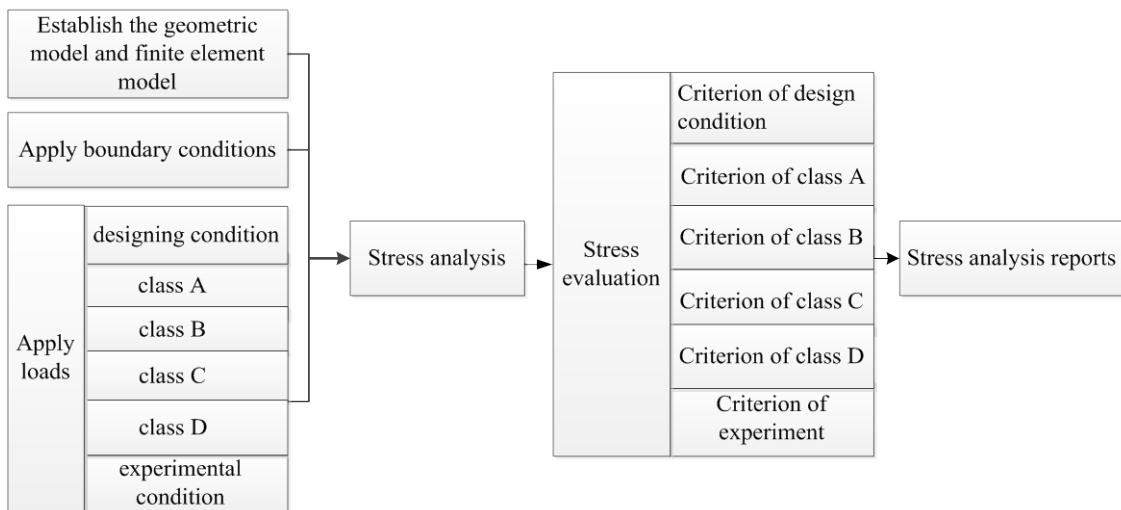 Establish the geometric
model and finite element
model
Apply boundary conditions
Apply
loads
designing condition
class A
class B
class C
class D
experimental
condition
Stress analysis
Stress
evaluation
Criterion of design
condition
Criterion of class A
Criterion of class B
Criterion of class C
Criterion of class D
Criterion of
experiment
Stress analysis reports